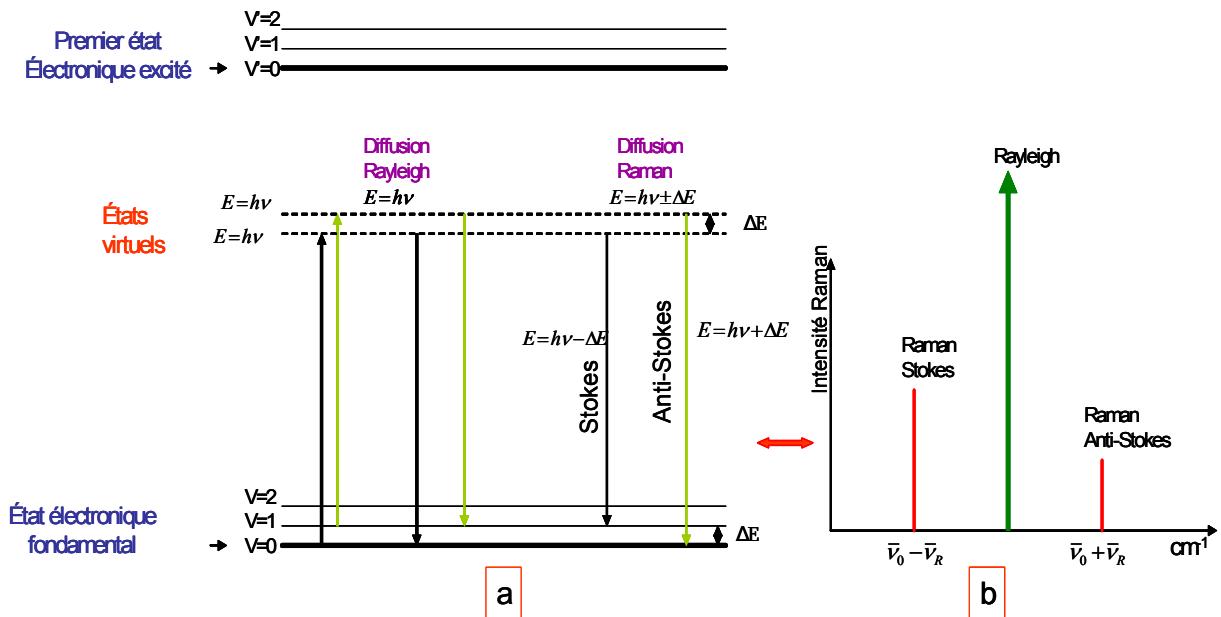 V'=2
V'=1
V'=0
Premier état
Électronique excité
Diffusion
Rayleigh
E=hν
Diffusion
Raman
E=hν±ΔE
États
virtuels
E=hν
E=hν
ΔE
E=hν−ΔE
Stokes
Anti-Stokes
E=hν+ΔE
État électronique
fondamental
V=2
V=1
V=0
ΔE
a
Intensité Raman
Rayleigh
Raman
Stokes
Raman
Anti-Stokes
ν̅₀−ν̅_R
ν̅₀+ν̅_R
cm⁻¹
b